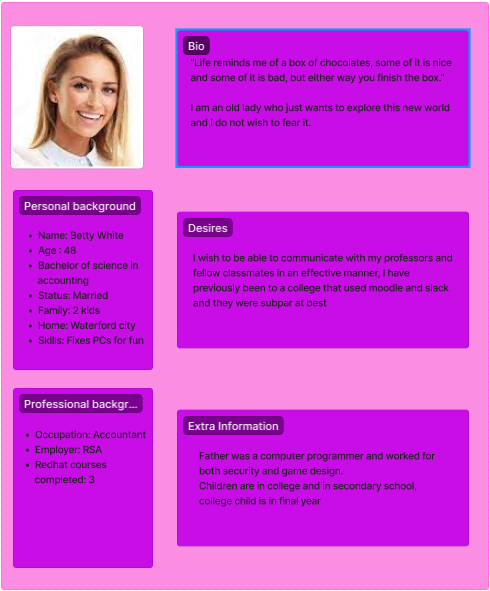 Bio
"Life reminds me of a box of chocolates, some of it is nice
and some of it is bad, but either way you finish the box."
I am an old lady who just wants to explore this new world
and I do not wish to fear it.
Personal background
• Name: Betty White
• Age : 48
• Bachelor of science in
accounting
• Status: Married
• Family: 2 kids
• Home: Waterford city
• Skills: Fixes PCs for fun
Desires
I wish to be able to communicate with my professors and
fellow classmates in an effective manner, I have
previously been to a college that used moodle and slack
and they were subpar at best
Professional backgr...
• Occupation: Accountant
• Employer: RSA
• Redhat courses
completed: 3
Extra Information
Father was a computer programmer and worked for
both security and game design.
Children are in college and in secondary school,
college child is in final year